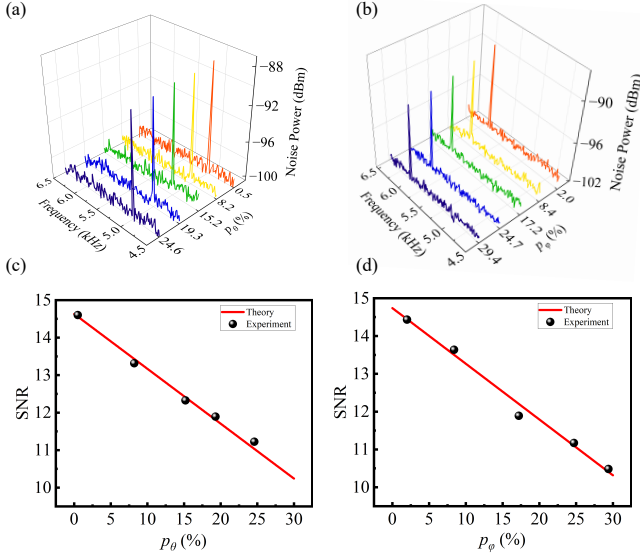 (a)
−88
−92
−96
−100
Noise Power (dBm)
6.5
6.0
5.5
5.0
4.5
Frequency (kHz)
0.5
8.2
15.2
19.3
24.6
pθ (%)
(b)
−90
−96
−102
Noise Power (dBm)
6.5
6.0
5.5
5.0
4.5
Frequency (kHz)
2.0
8.4
17.2
24.7
29.4
pφ (%)
(c)
15
14
13
12
11
10
SNR
Theory
Experiment
0 5 10 15 20 25 30
pθ (%)
(d)
15
14
13
12
11
10
SNR
Theory
Experiment
0 5 10 15 20 25 30
pφ (%)